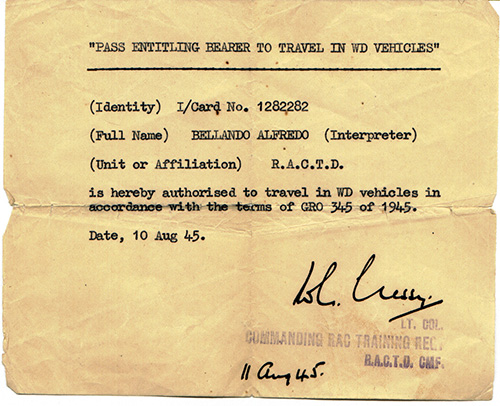 "PASS ENTITLING BEARER TO TRAVEL IN WD VEHICLES"
(Identity) I/Card No. 1282282
(Full Name) BELLANDO ALFREDO (Interpreter)
(Unit or Affiliation) R.A.C.T.D.
is hereby authorised to travel in WD vehicles in
accordance with the terms of GRO 345 of 1945.
Date, 10 Aug 45.
LT. COL.
COMMANDING RAC TRAINING REGT.
R.A.C.T.D. CMF.
11 Aug 45.